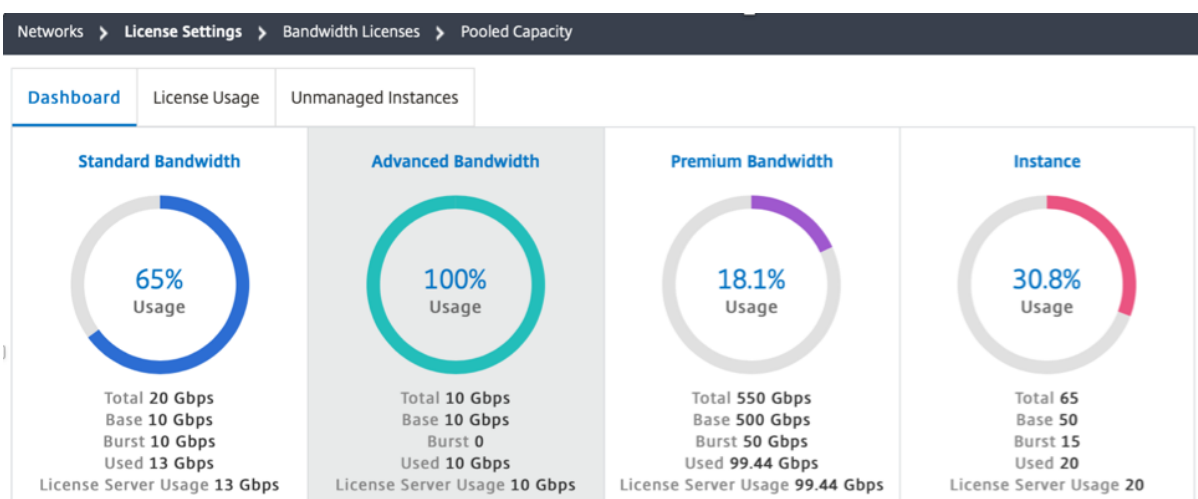 Networks > License Settings > Bandwidth Licenses > Pooled Capacity
Dashboard License Usage Unmanaged Instances
Standard Bandwidth
65%
Usage
Total 20 Gbps
Base 10 Gbps
Burst 10 Gbps
Used 13 Gbps
License Server Usage 13 Gbps
Advanced Bandwidth
100%
Usage
Total 10 Gbps
Base 10 Gbps
Burst 0
Used 10 Gbps
License Server Usage 10 Gbps
Premium Bandwidth
18.1%
Usage
Total 550 Gbps
Base 500 Gbps
Burst 50 Gbps
Used 99.44 Gbps
License Server Usage 99.44 Gbps
Instance
30.8%
Usage
Total 65
Base 50
Burst 15
Used 20
License Server Usage 20